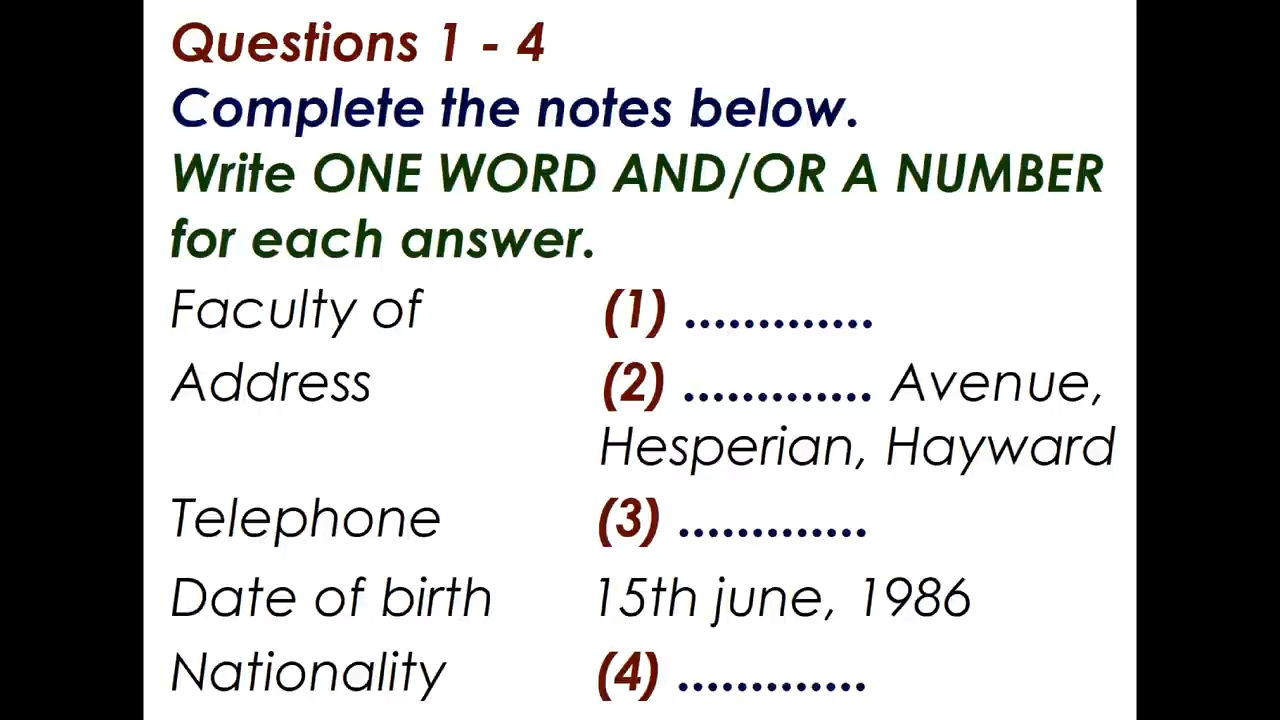 Questions 1 - 4
Complete the notes below.
Write ONE WORD AND/OR A NUMBER
for each answer.
Faculty of (1) .............
Address (2) ............. Avenue,
Hesperian, Hayward
Telephone (3) .............
Date of birth 15th june, 1986
Nationality (4) .............